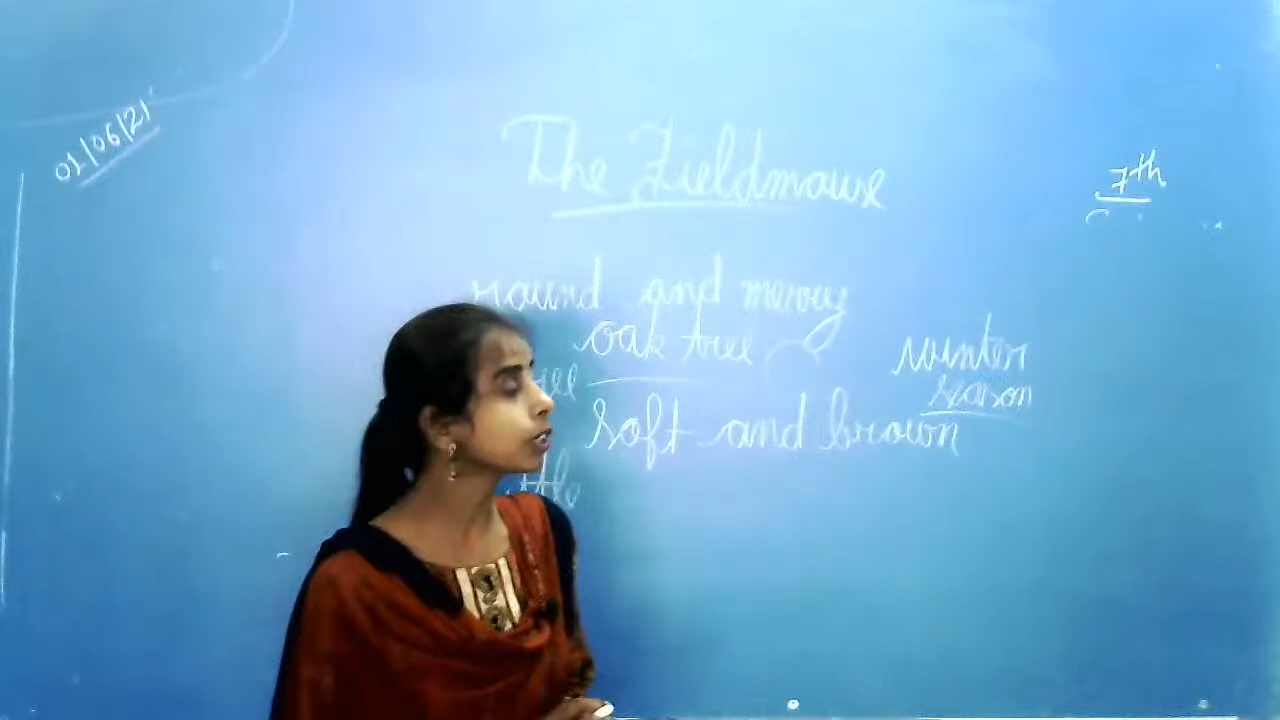 01/06/21
The Fieldmouse
7th
round and merry
oak tree
winter
season
soft and brown